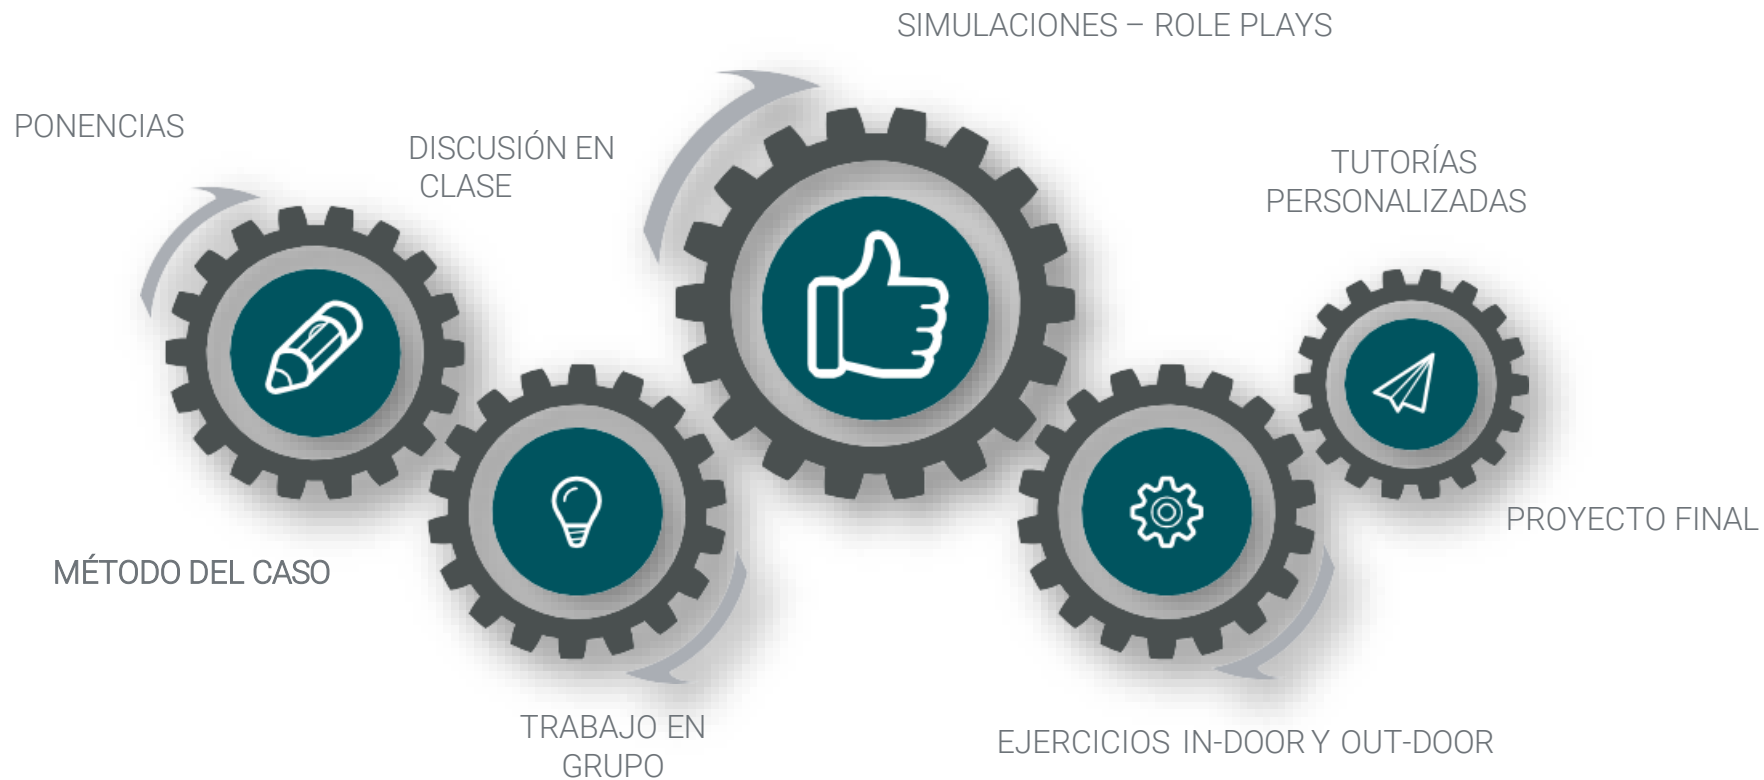 SIMULACIONES – ROLE PLAYS
PONENCIAS
DISCUSIÓN EN
CLASE
TUTORÍAS
PERSONALIZADAS
PROYECTO FINAL
MÉTODO DEL CASO
TRABAJO EN
GRUPO
EJERCICIOS IN-DOOR Y OUT-DOOR